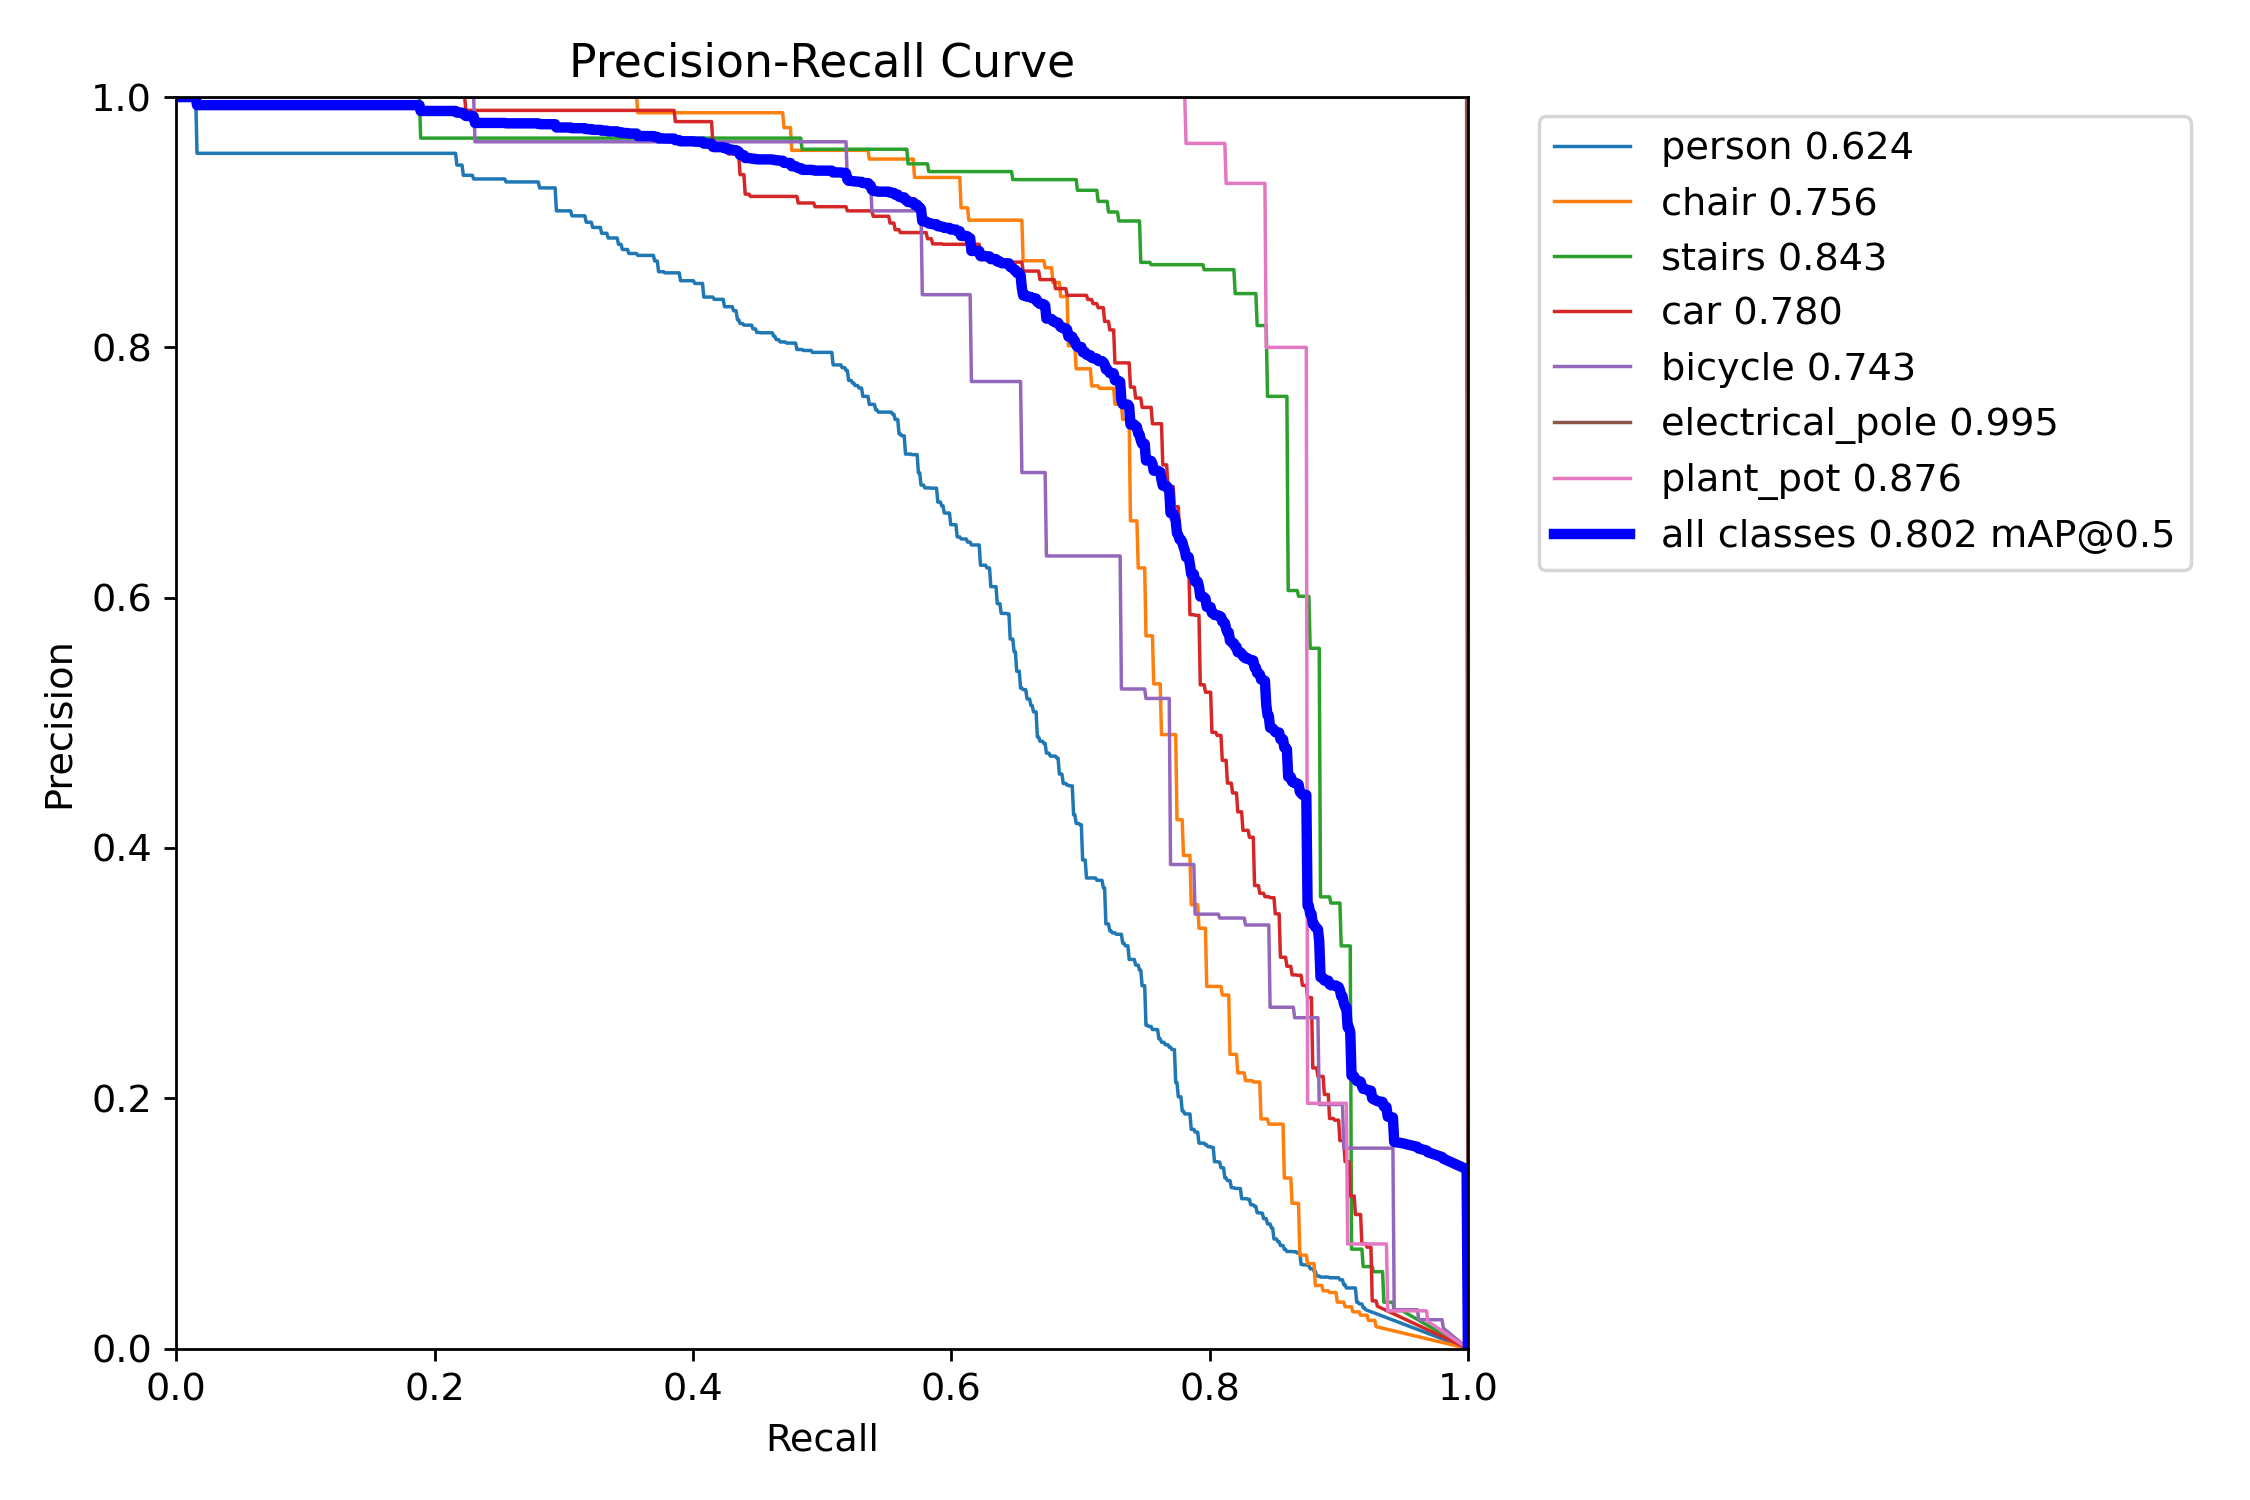 Precision-Recall Curve
1.0
0.8
0.6
0.4
0.2
0.0
Precision
0.0 0.2 0.4 0.6 0.8 1.0
Recall
person 0.624
chair 0.756
stairs 0.843
car 0.780
bicycle 0.743
electrical_pole 0.995
plant_pot 0.876
all classes 0.802 mAP@0.5